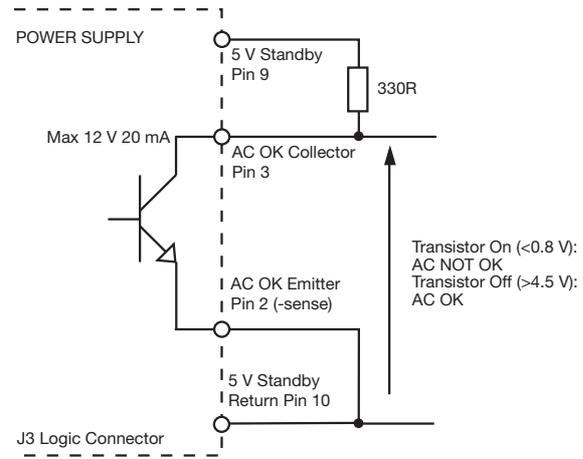 POWER SUPPLY
5 V Standby
Pin 9
330R
Max 12 V 20 mA
AC OK Collector
Pin 3
Transistor On (<0.8 V):
AC NOT OK
Transistor Off (>4.5 V):
AC OK
AC OK Emitter
Pin 2 (-sense)
5 V Standby
Return Pin 10
J3 Logic Connector